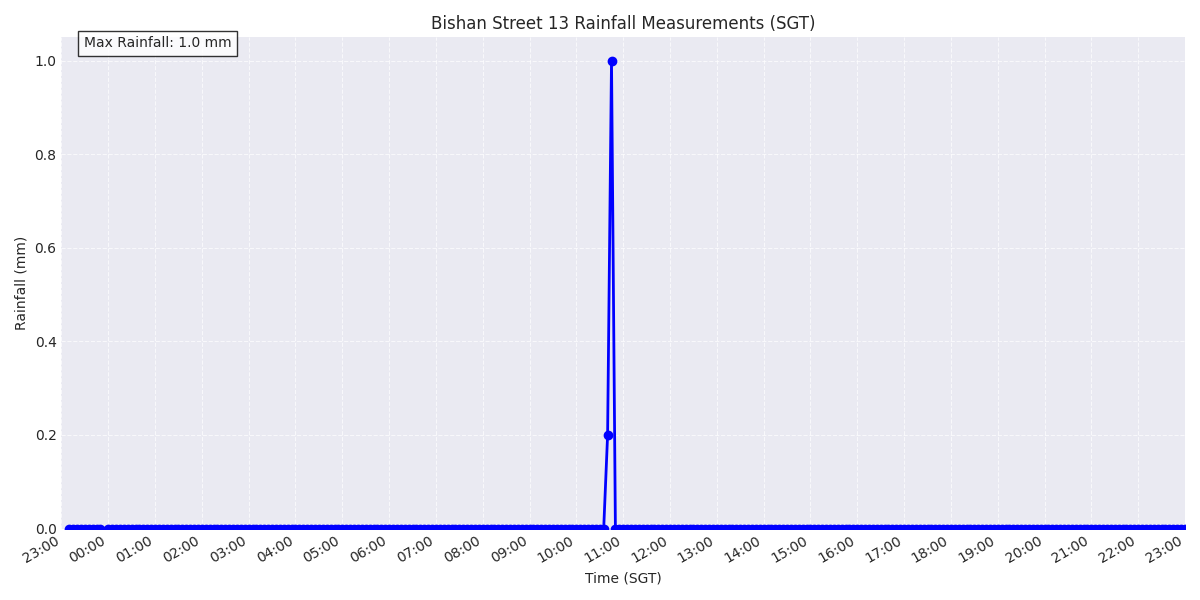 Bishan Street 13 Rainfall Measurements (SGT)
Max Rainfall: 1.0 mm
1.0
0.8
0.6
0.4
0.2
0.0
Rainfall (mm)
23:00 00:00 01:00 02:00 03:00 04:00 05:00 06:00 07:00 08:00 09:00 10:00 11:00 12:00 13:00 14:00 15:00 16:00 17:00 18:00 19:00 20:00 21:00 22:00 23:00
Time (SGT)